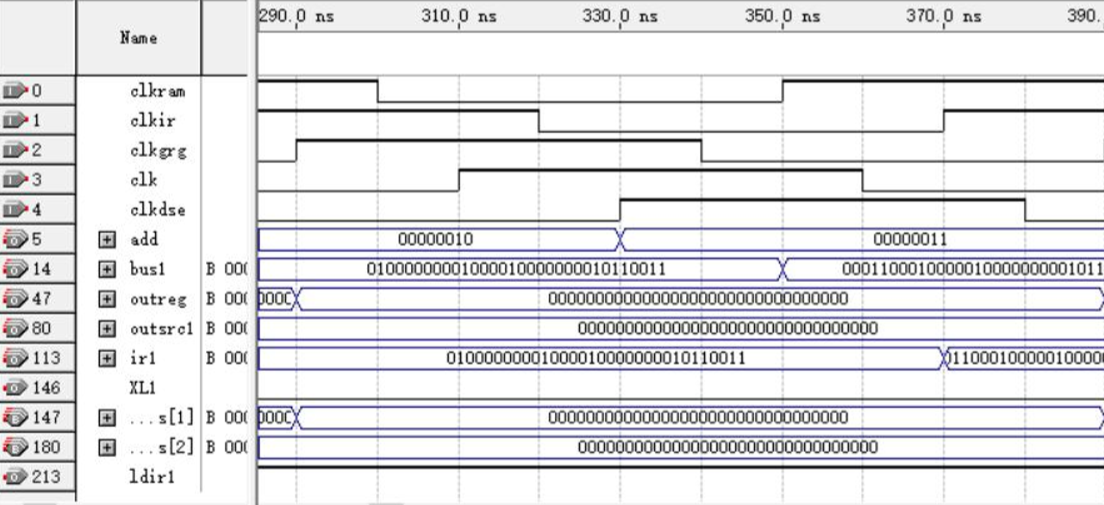 290.0 ns 310.0 ns 330.0 ns 350.0 ns 370.0 ns 390.
Name
0 clkram
1 clkir
2 clkgrg
3 clk
4 clkdse
5 add 00000010 00000011
14 bus1 B 000 01000000001000010000000010110011 00011000100000100000000001011
47 outreg B 000 000C 00000000000000000000000000000000
80 outsrc1 B 000 00000000000000000000000000000000
113 ir1 B 000 01000000001000010000000010110011 011000100000100000
146 XL1
147 ...s[1] B 000 000C 00000000000000000000000000000000
180 ...s[2] B 000 00000000000000000000000000000000
213 ldir1